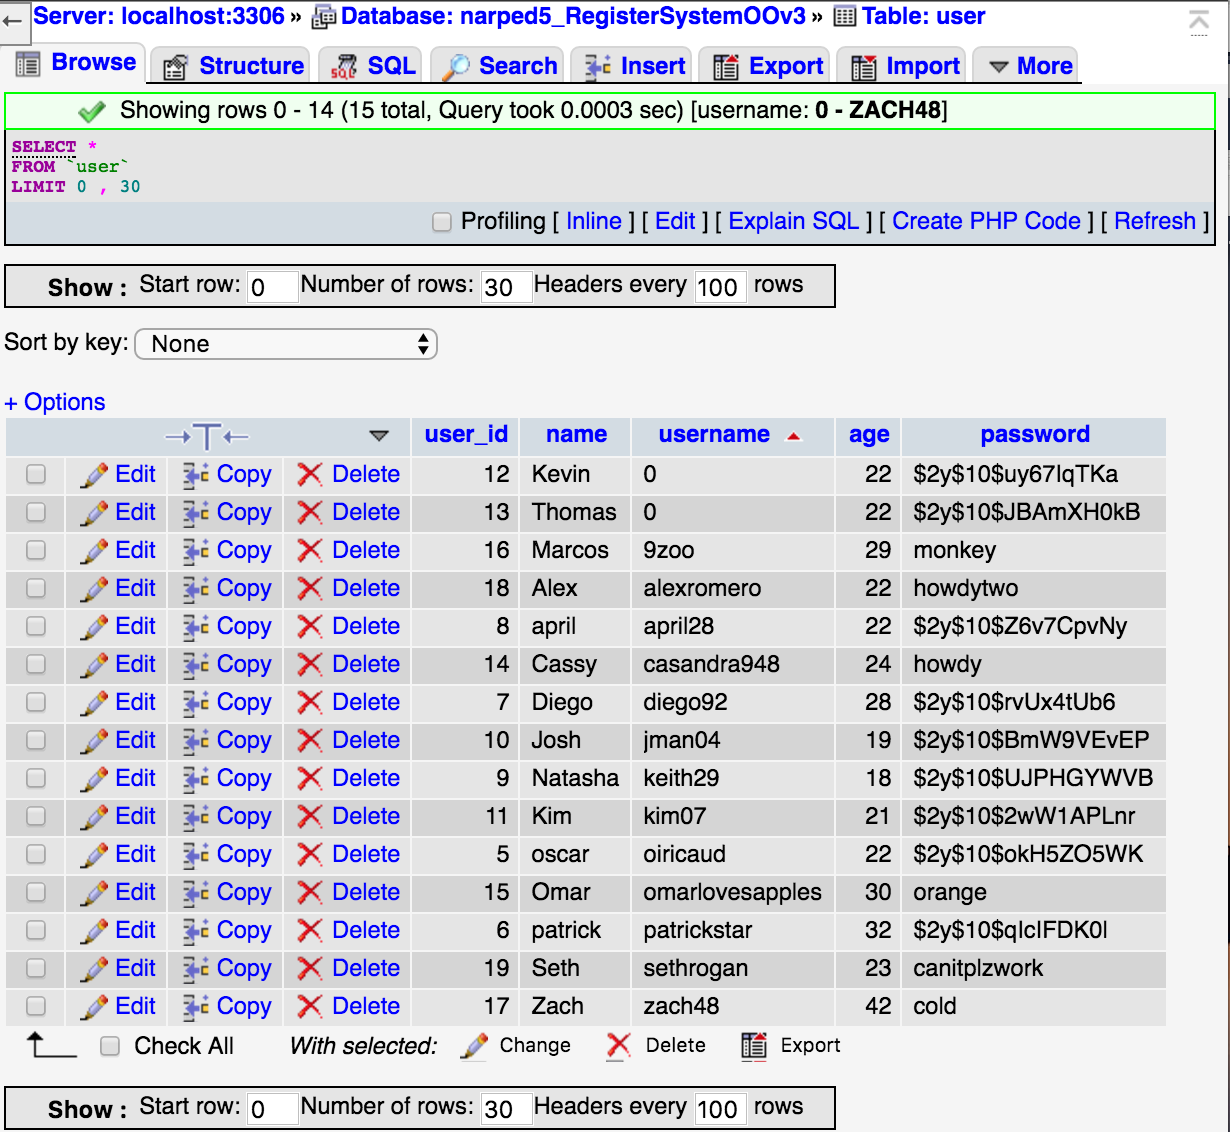 Server: localhost:3306 » Database: narped5_RegisterSystemOOv3 » Table: user
Browse Structure SQL Search Insert Export Import More
Showing rows 0 - 14 (15 total, Query took 0.0003 sec) [username: 0 - ZACH48]
SELECT *
FROM `user`
LIMIT 0 , 30
Profiling [ Inline ] [ Edit ] [ Explain SQL ] [ Create PHP Code ] [ Refresh ]
Show : Start row: 0 Number of rows: 30 Headers every 100 rows
Sort by key: None
+ Options
user_id name username age password
Edit Copy Delete 12 Kevin 0 22 $2y$10$uy67lqTKa
Edit Copy Delete 13 Thomas 0 22 $2y$10$JBAmXH0kB
Edit Copy Delete 16 Marcos 9zoo 29 monkey
Edit Copy Delete 18 Alex alexromero 22 howdytwo
Edit Copy Delete 8 april april28 22 $2y$10$Z6v7CpvNy
Edit Copy Delete 14 Cassy casandra948 24 howdy
Edit Copy Delete 7 Diego diego92 28 $2y$10$rvUx4tUb6
Edit Copy Delete 10 Josh jman04 19 $2y$10$BmW9VEvEP
Edit Copy Delete 9 Natasha keith29 18 $2y$10$UJPHGYWVB
Edit Copy Delete 11 Kim kim07 21 $2y$10$2wW1APLnr
Edit Copy Delete 5 oscar oiricaud 22 $2y$10$okH5ZO5WK
Edit Copy Delete 15 Omar omarlovesapples 30 orange
Edit Copy Delete 6 patrick patrickstar 32 $2y$10$qIcIFDK0l
Edit Copy Delete 19 Seth sethrogan 23 canitplzwork
Edit Copy Delete 17 Zach zach48 42 cold
Check All With selected: Change Delete Export
Show : Start row: 0 Number of rows: 30 Headers every 100 rows